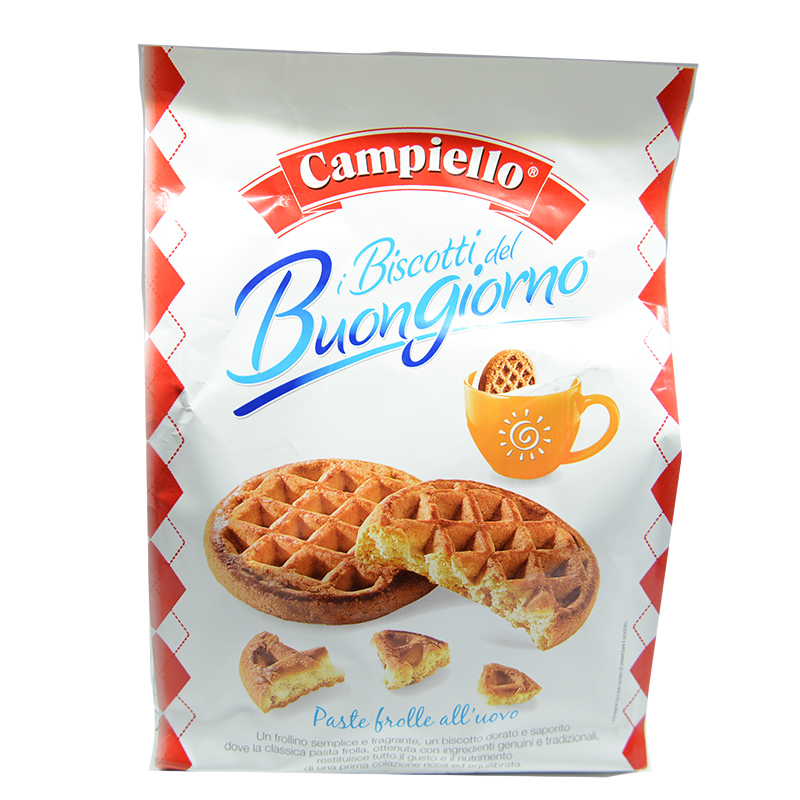 Campiello®
i Biscotti del
BuonGiorno®
Paste frolle all'uovo
Un frollino semplice e fragrante, un biscotto dorato e saporito
dove la classica pasta frolla, ottenuta con ingredienti genuini e tradizionali,
restituisce tutto il gusto e il nutrimento
di una prima colazione ricca ed equilibrata.